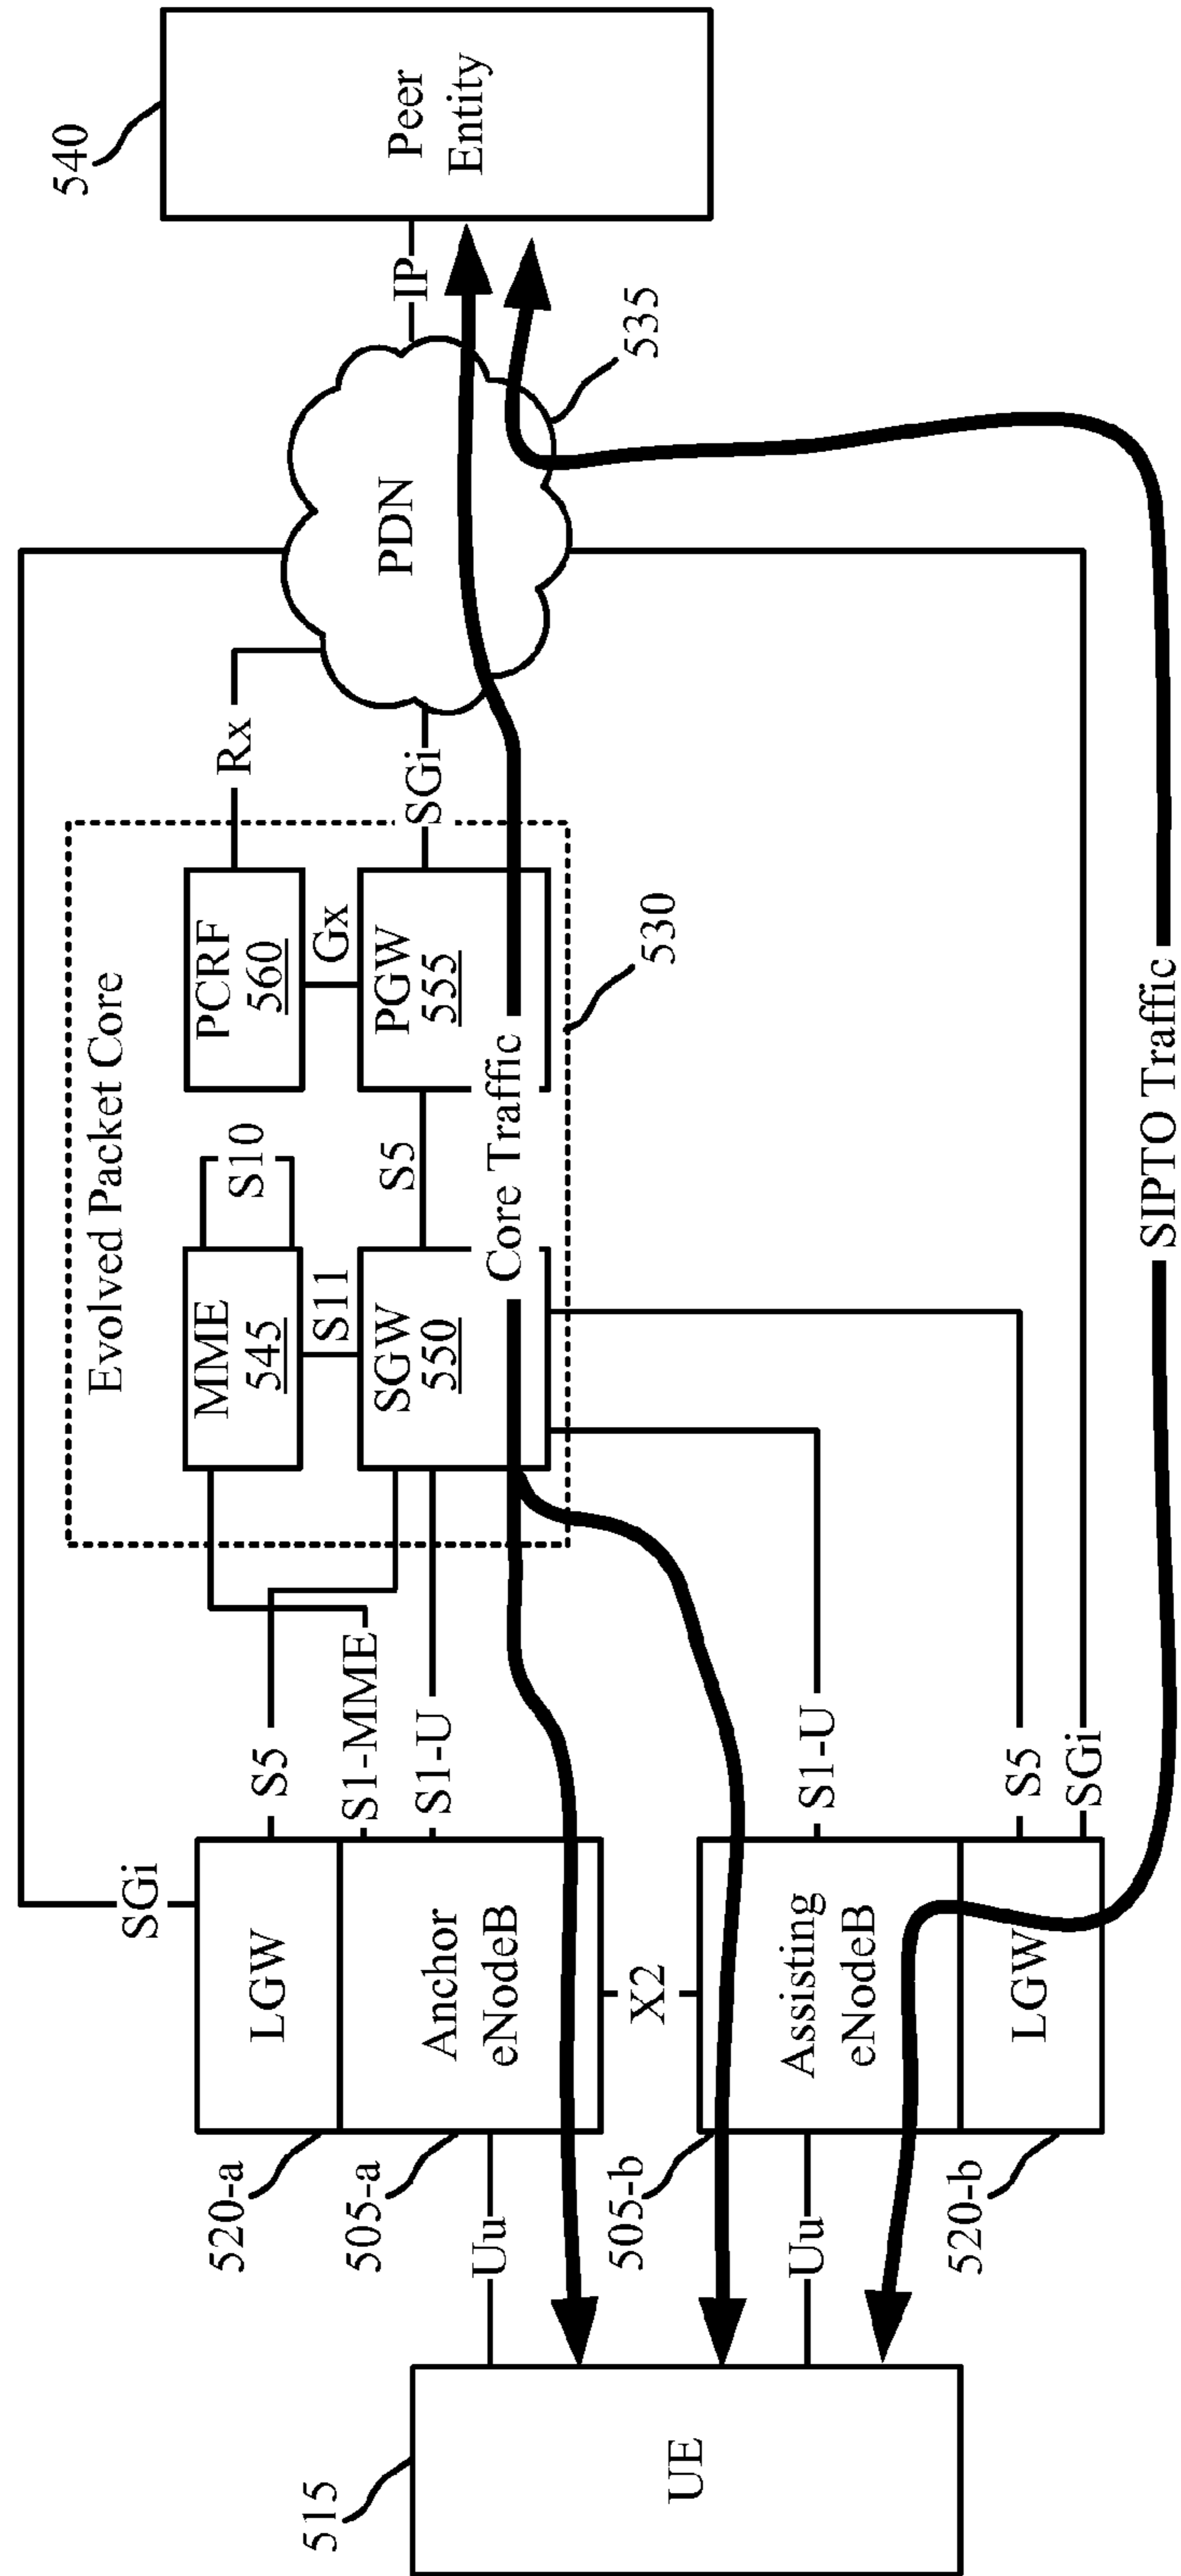 540
Peer
Entity
IP
535
PDN
Rx
SGi
Evolved Packet Core
PCRF
560
Gx
PGW
555
530
S10
S5
Core Traffic
MME
545
S11
SGW
550
SIPTO Traffic
SGi
S5
S1-MME
S1-U
S1-U
S5
SGi
LGW
Anchor
eNodeB
X2
Assisting
eNodeB
LGW
520-a
505-a
Uu
505-b
Uu
520-b
515
UE